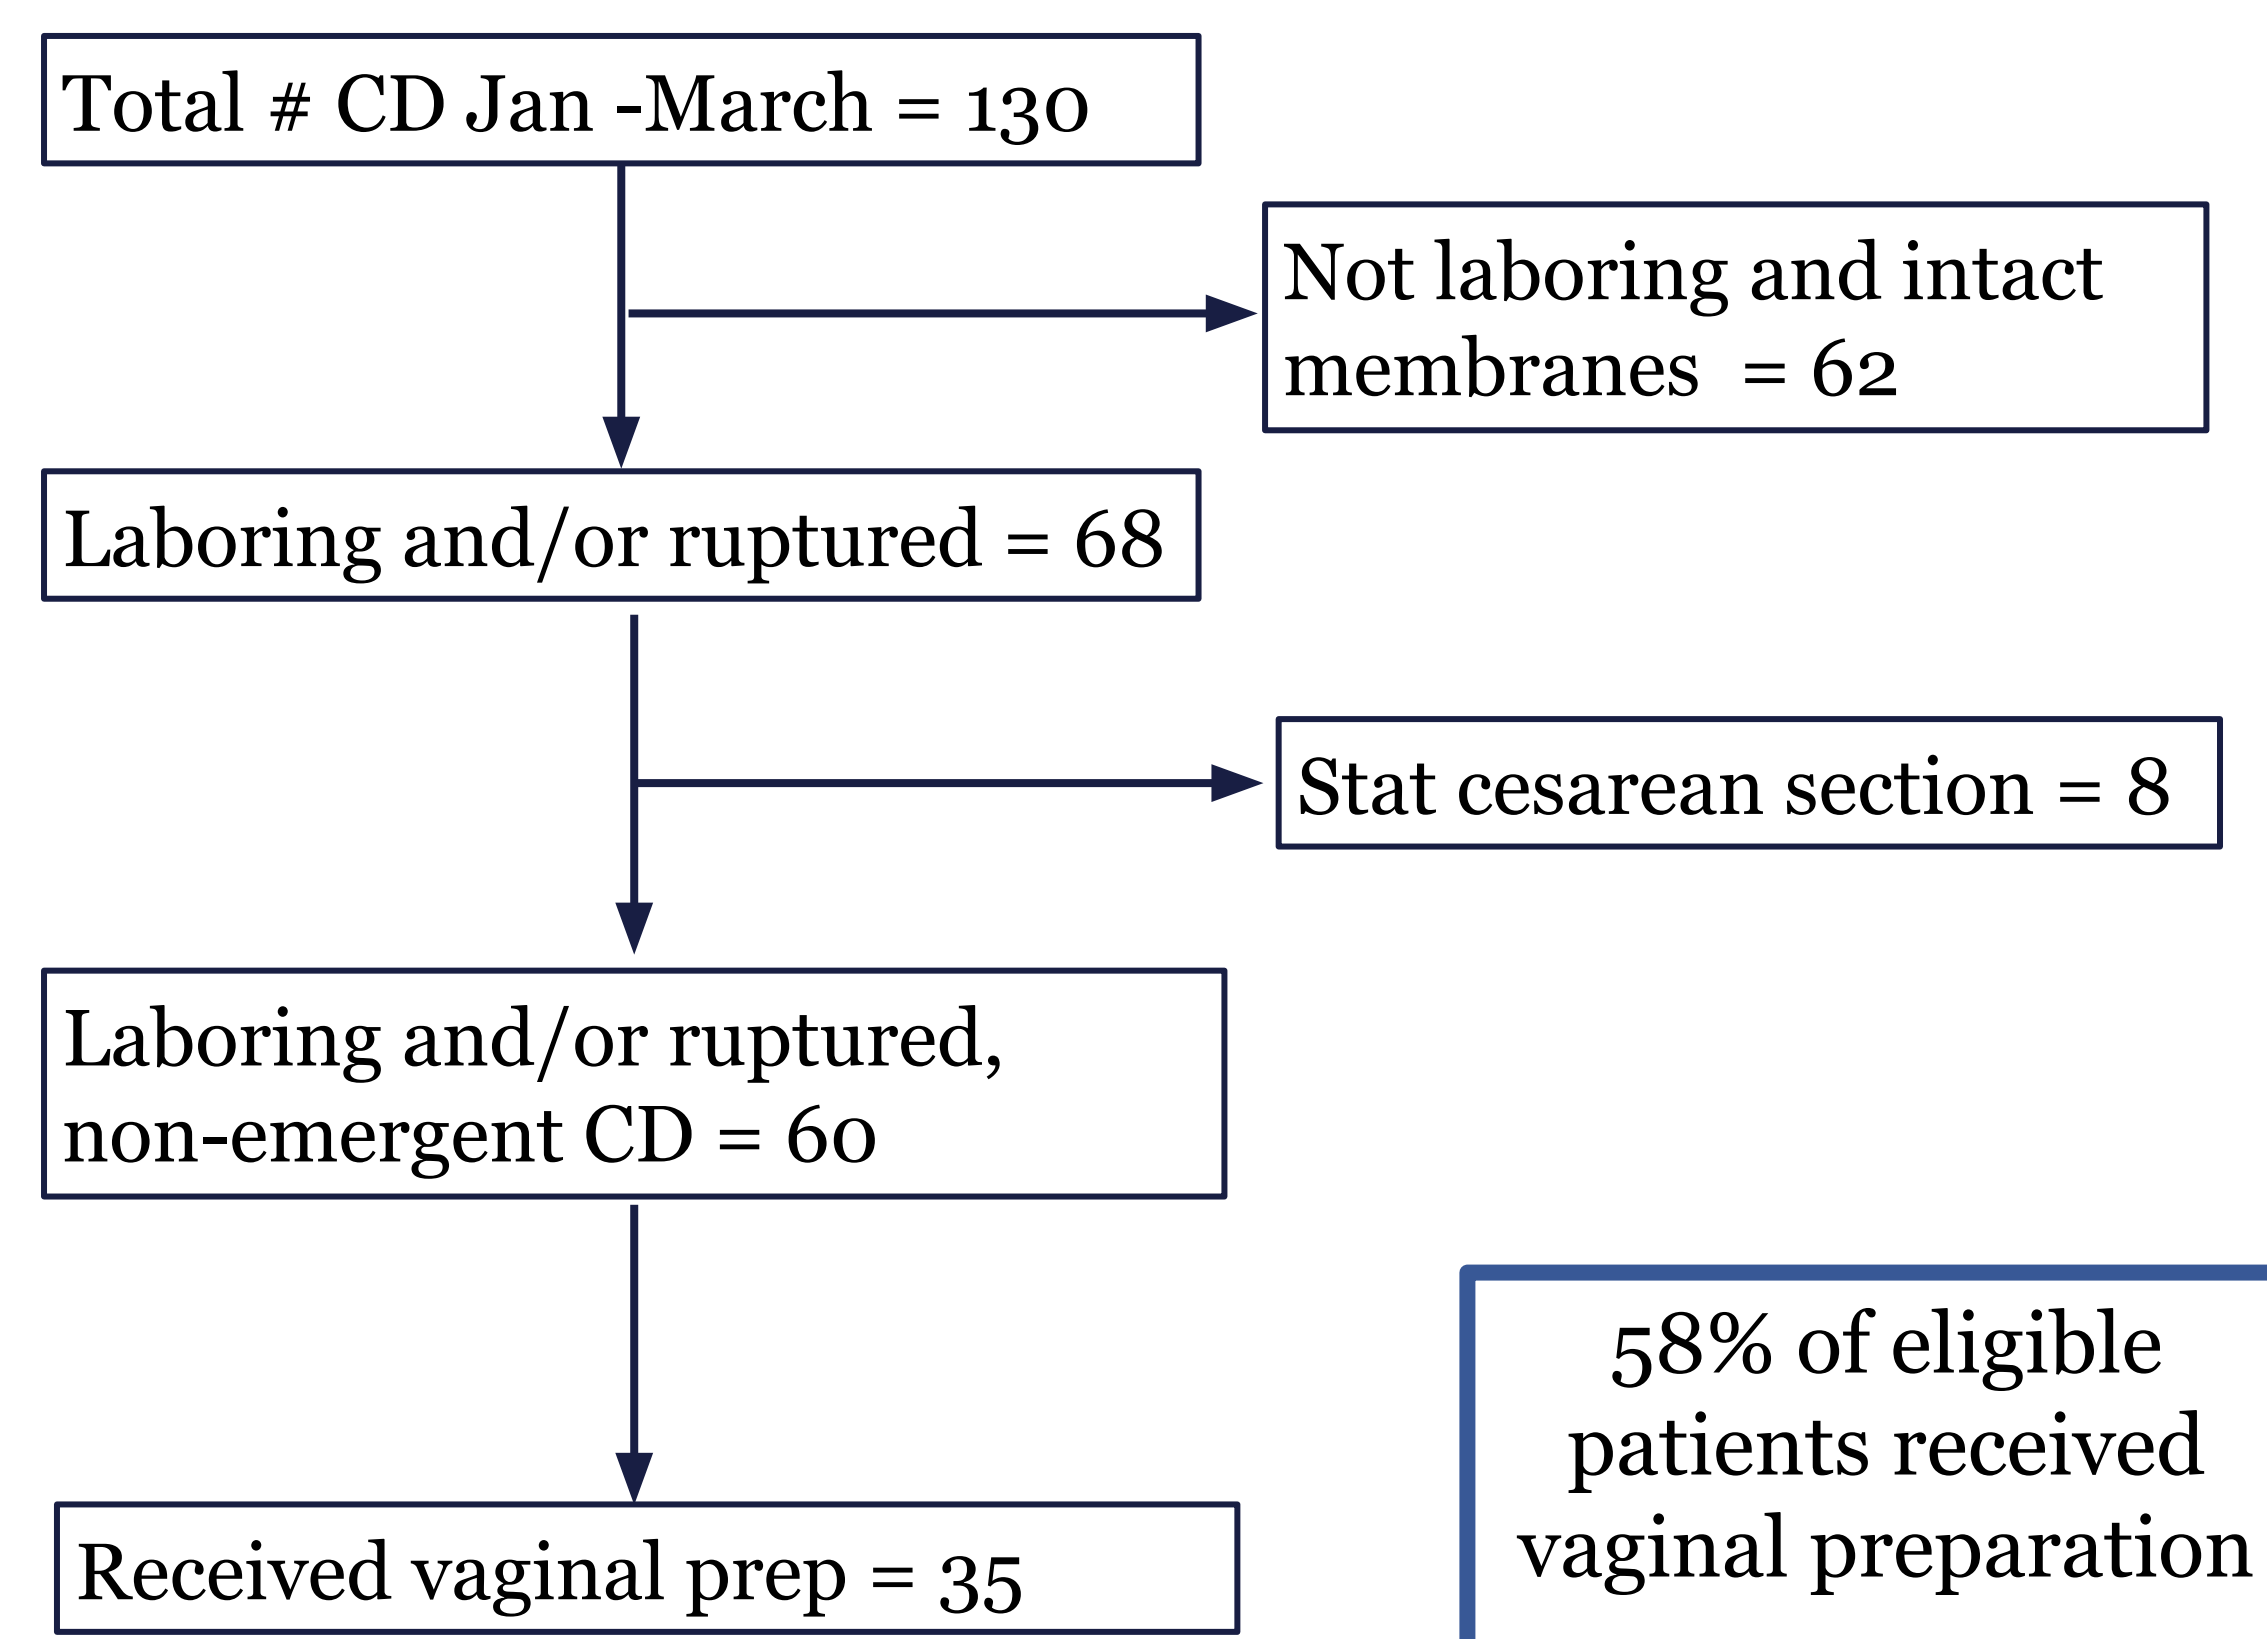 Total # CD Jan -March = 130
Not laboring and intact
membranes = 62
Laboring and/or ruptured = 68
Stat cesarean section = 8
Laboring and/or ruptured,
non-emergent CD = 60
58% of eligible
patients received
vaginal preparation
Received vaginal prep = 35